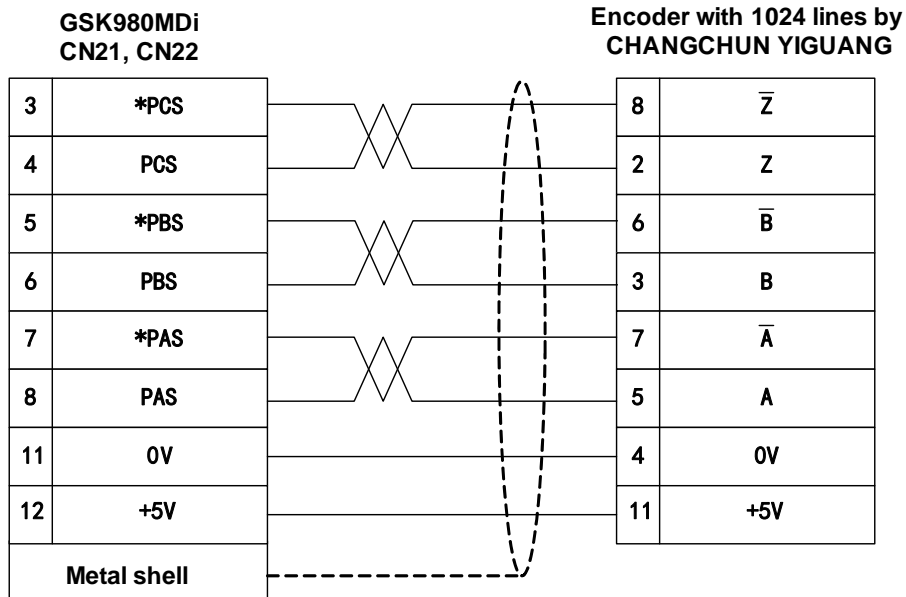 GSK980MDi
CN21, CN22
Encoder with 1024 lines by
CHANGCHUN YIGUANG
3 *PCS 8 Z̅
4 PCS 2 Z
5 *PBS 6 B̅
6 PBS 3 B
7 *PAS 7 A̅
8 PAS 5 A
11 0V 4 0V
12 +5V 11 +5V
Metal shell